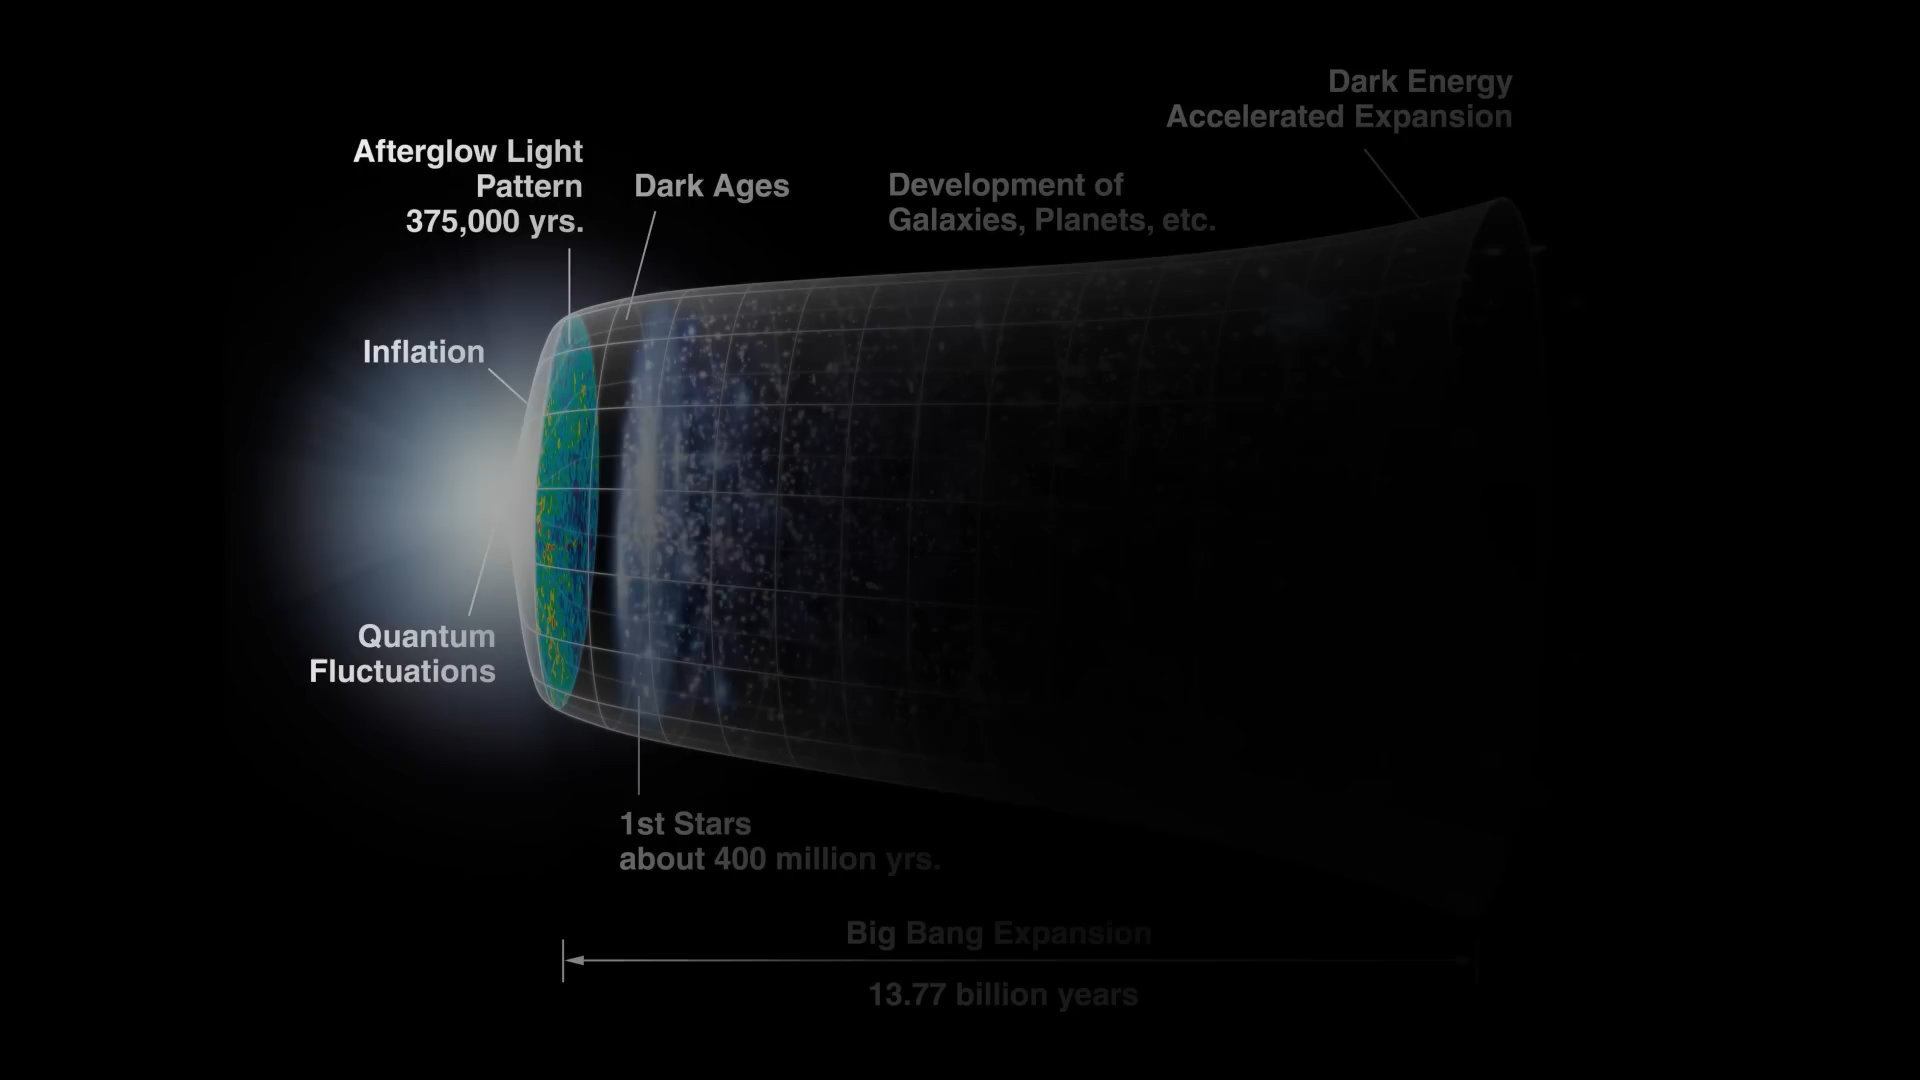 Dark Energy
Accelerated Expansion
Afterglow Light
Pattern
375,000 yrs.
Dark Ages
Development of
Galaxies, Planets, etc.
Inflation
Quantum
Fluctuations
1st Stars
about 400 million yrs.
Big Bang Expansion
13.77 billion years